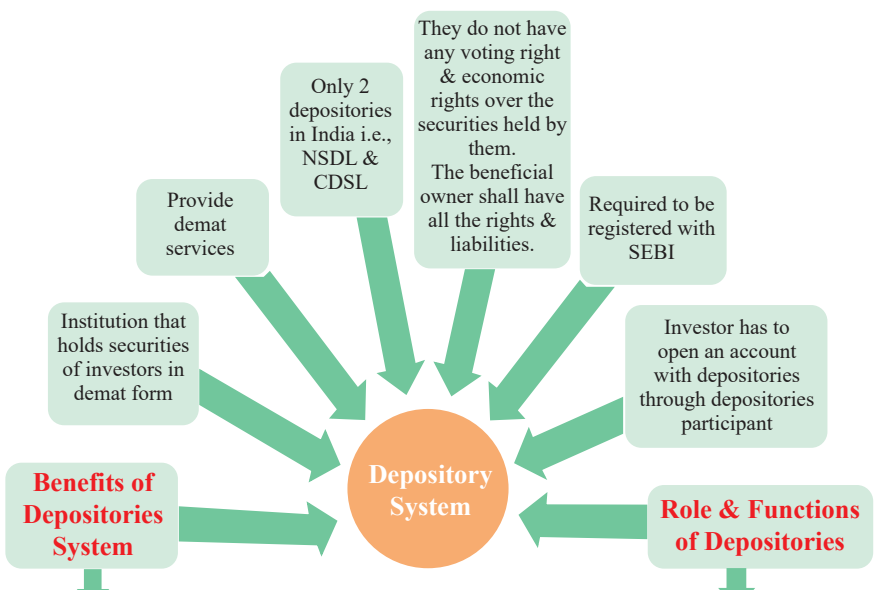 They do not have
any voting right
& economic
rights over the
securities held by
them.
The beneficial
owner shall have
all the rights &
liabilities.
Only 2
depositories
in India i.e.,
NSDL &
CDSL
Provide
demat
services
Required to be
registered with
SEBI
Institution that
holds securities
of investors in
demat form
Investor has to
open an account
with depositories
through depositories
participant
Depository
System
Benefits of
Depositories
System
Role & Functions
of Depositories